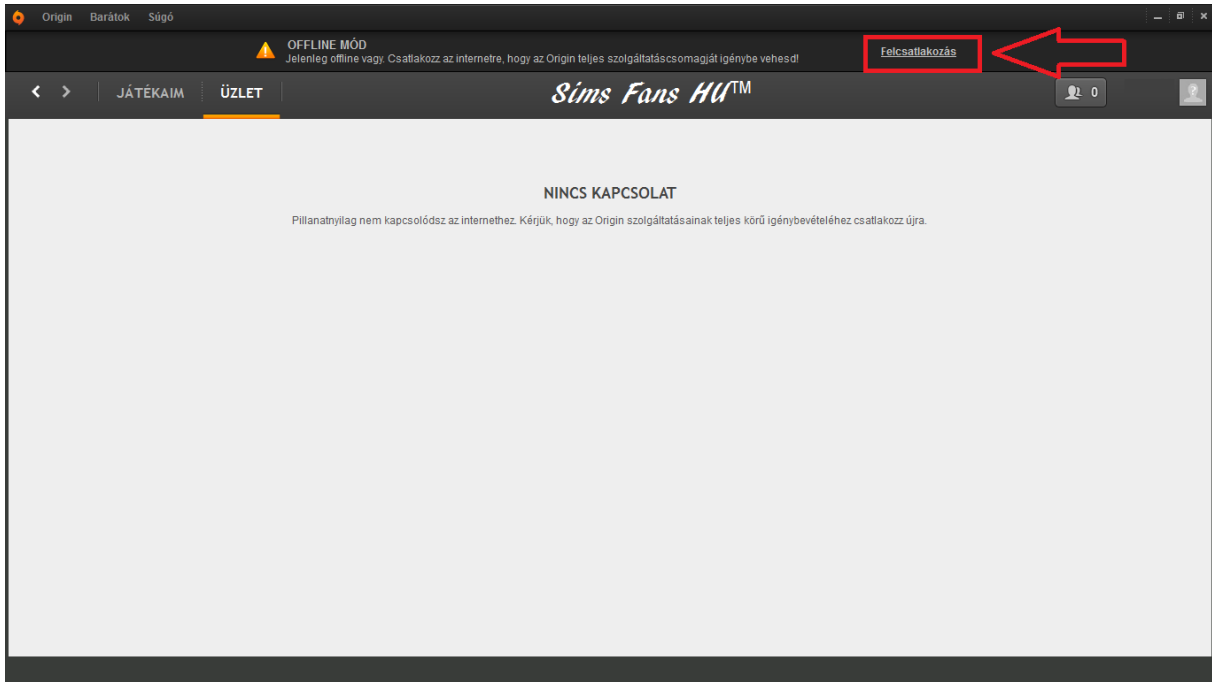 Origin Barátok Súgó
OFFLINE MÓD
Jelenleg offline vagy. Csatlakozz az internetre, hogy az Origin teljes szolgáltatáscsomagját igénybe vehesd!
Felcsatlakozás
JÁTÉKAIM ÜZLET
Sims Fans HU™
0
NINCS KAPCSOLAT
Pillanatnyilag nem kapcsolódsz az internethez. Kérjük, hogy az Origin szolgáltatásainak teljes körű igénybevételéhez csatlakozz újra.